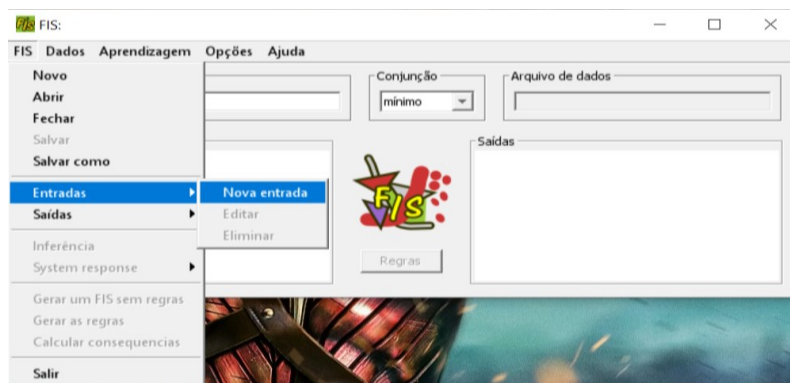 FIS:
FIS Dados Aprendizagem Opções Ajuda
Novo
Abrir
Fechar
Salvar
Salvar como
Entradas
Saídas
Inferência
System response
Gerar um FIS sem regras
Gerar as regras
Calcular consequencias
Salir
Nova entrada
Editar
Eliminar
Conjunção
mínimo
Arquivo de dados
FIS
Regras
Saídas